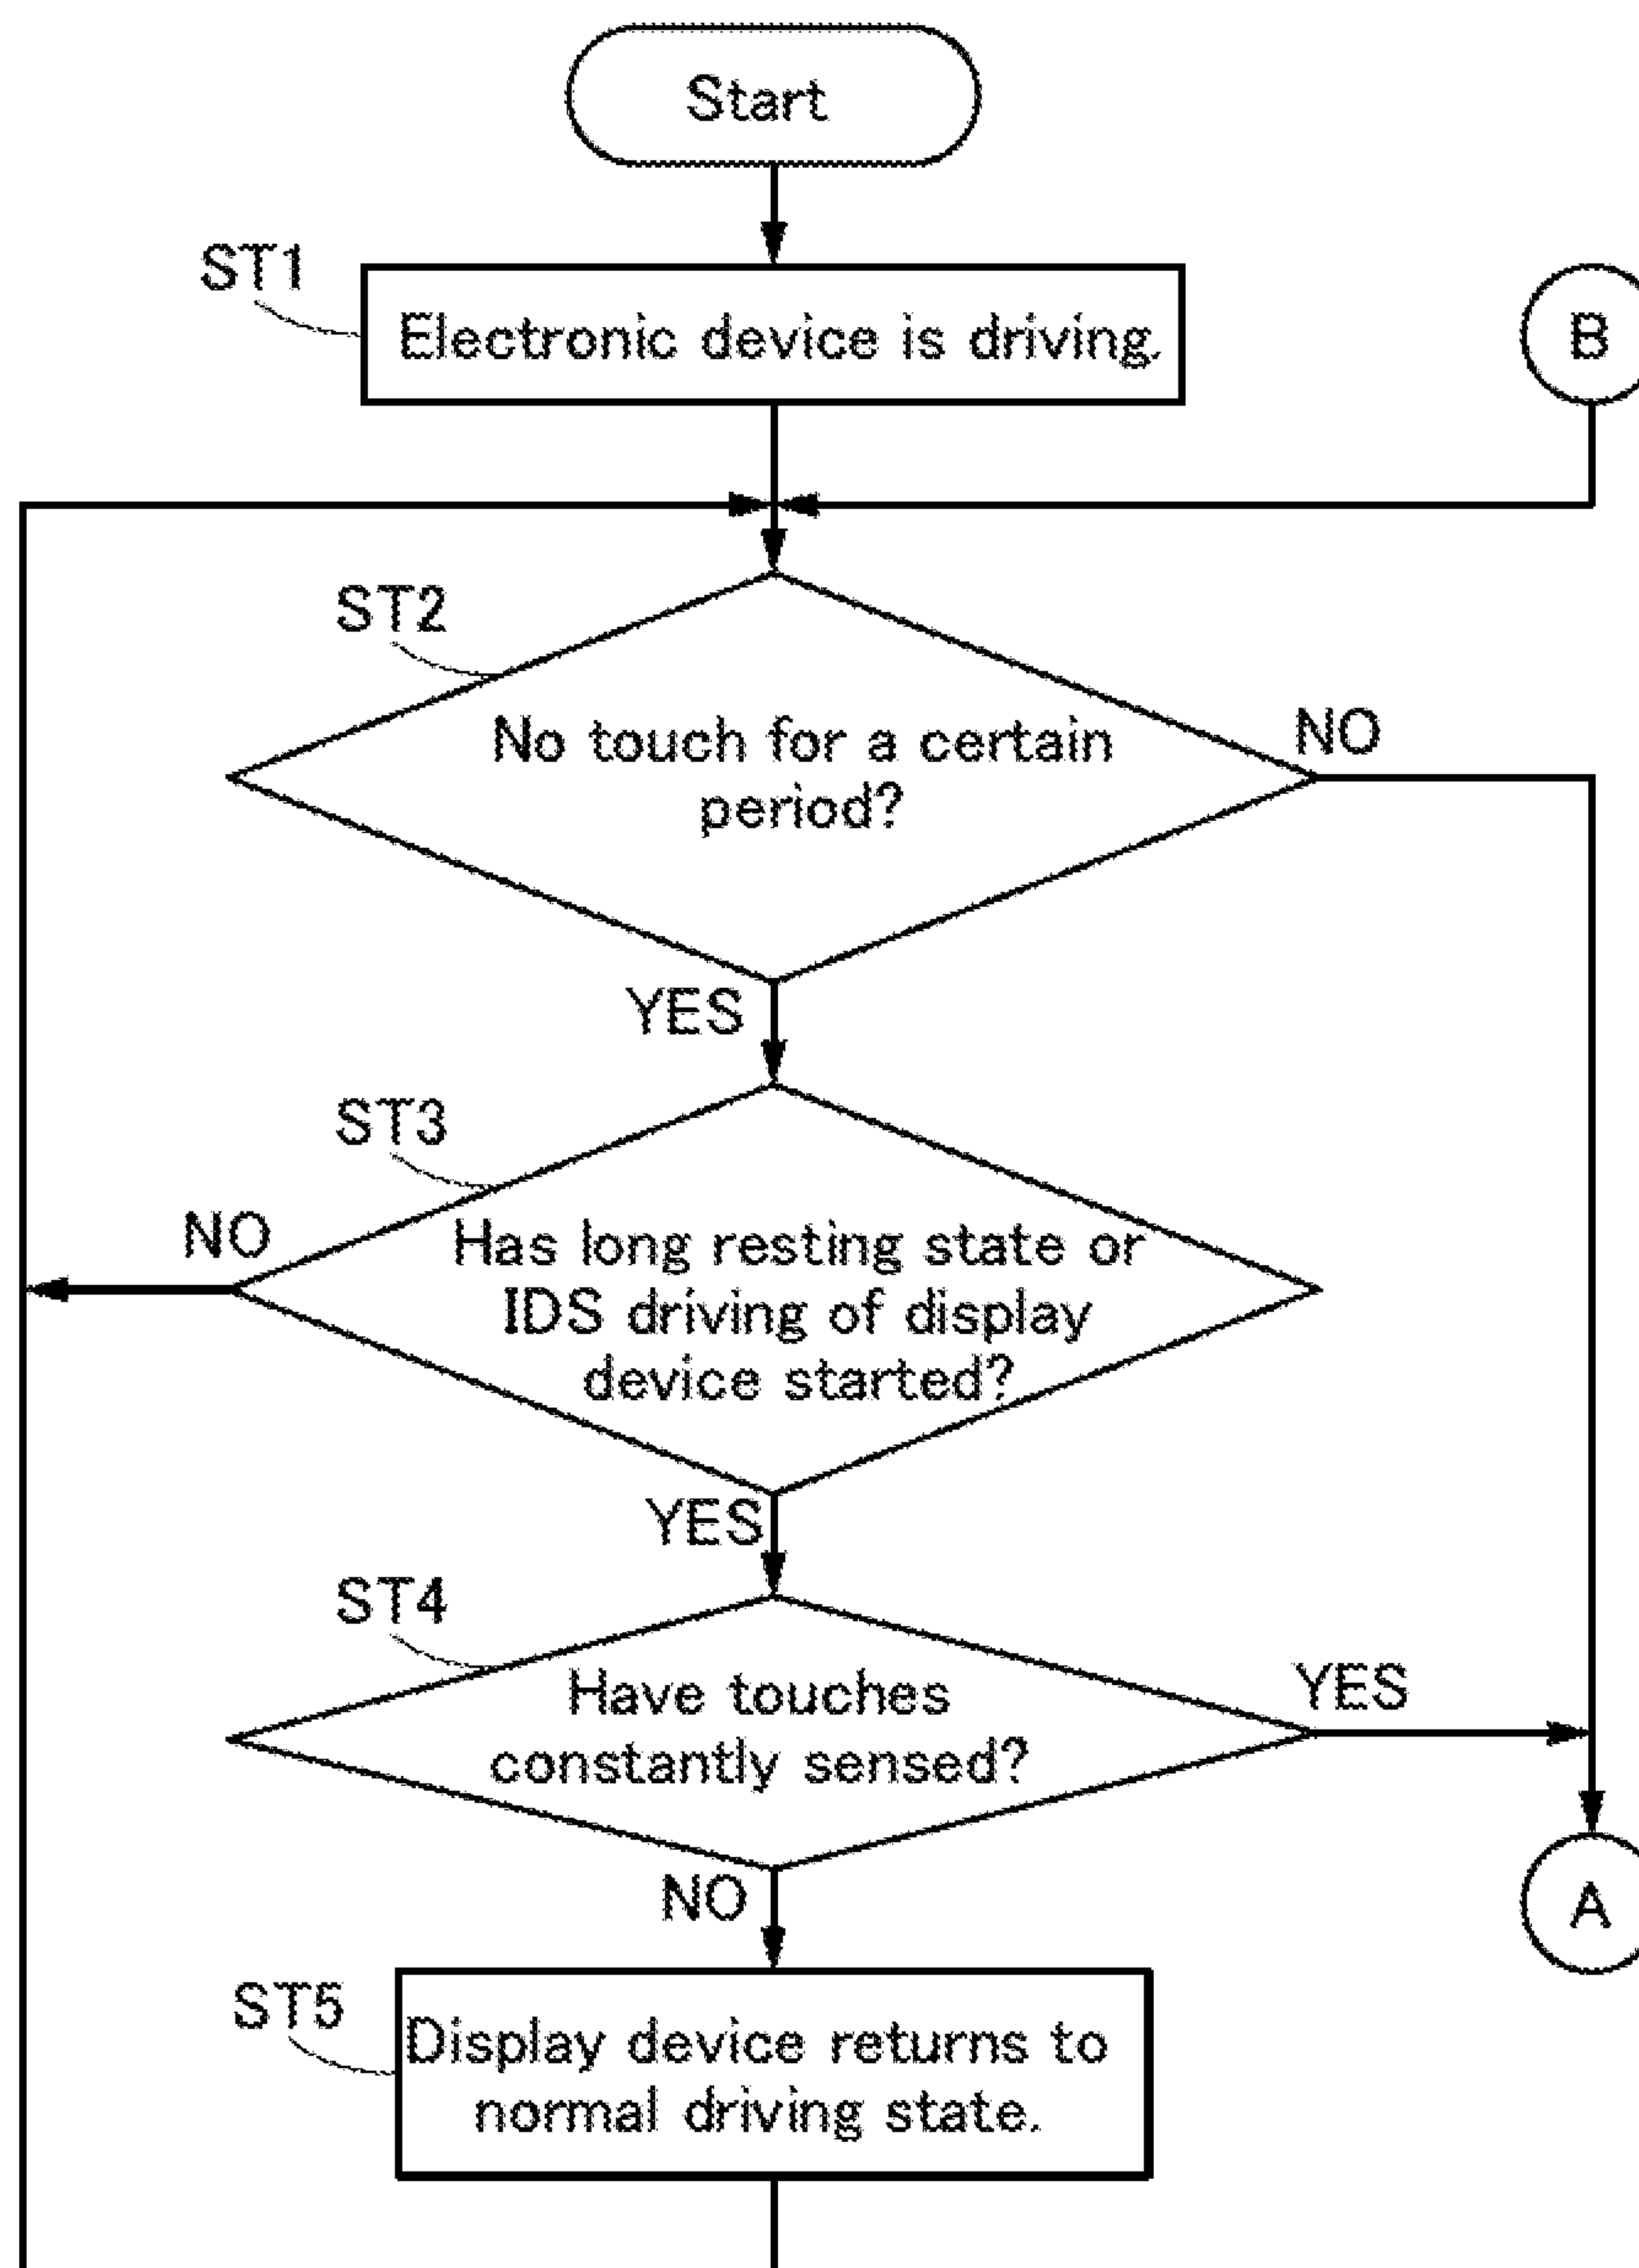 Start
ST1
Electronic device is driving.
B
ST2
No touch for a certain
period?
NO
YES
ST3
NO
Has long resting state or
IDS driving of display
device started?
YES
ST4
Have touches
constantly sensed?
YES
NO
A
ST5
Display device returns to
normal driving state.